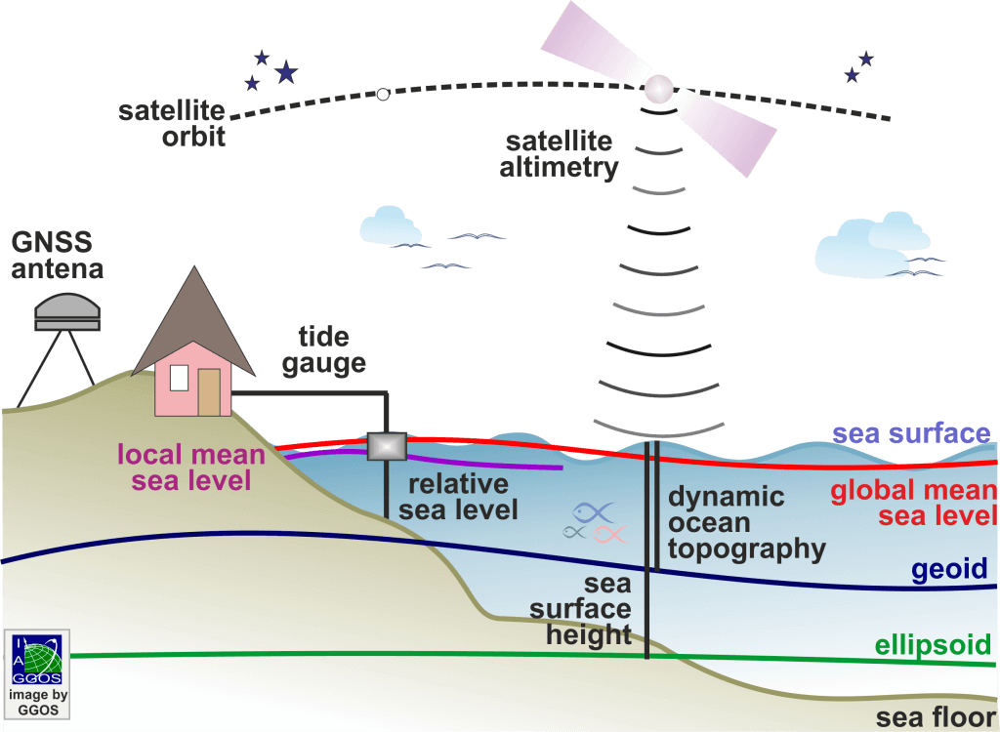 satellite
orbit
satellite
altimetry
GNSS
antena
tide
gauge
sea surface
local mean
sea level
relative
sea level
dynamic
ocean
topography
global mean
sea level
geoid
sea
surface
height
ellipsoid
I
A
GGOS
image by
GGOS
sea floor